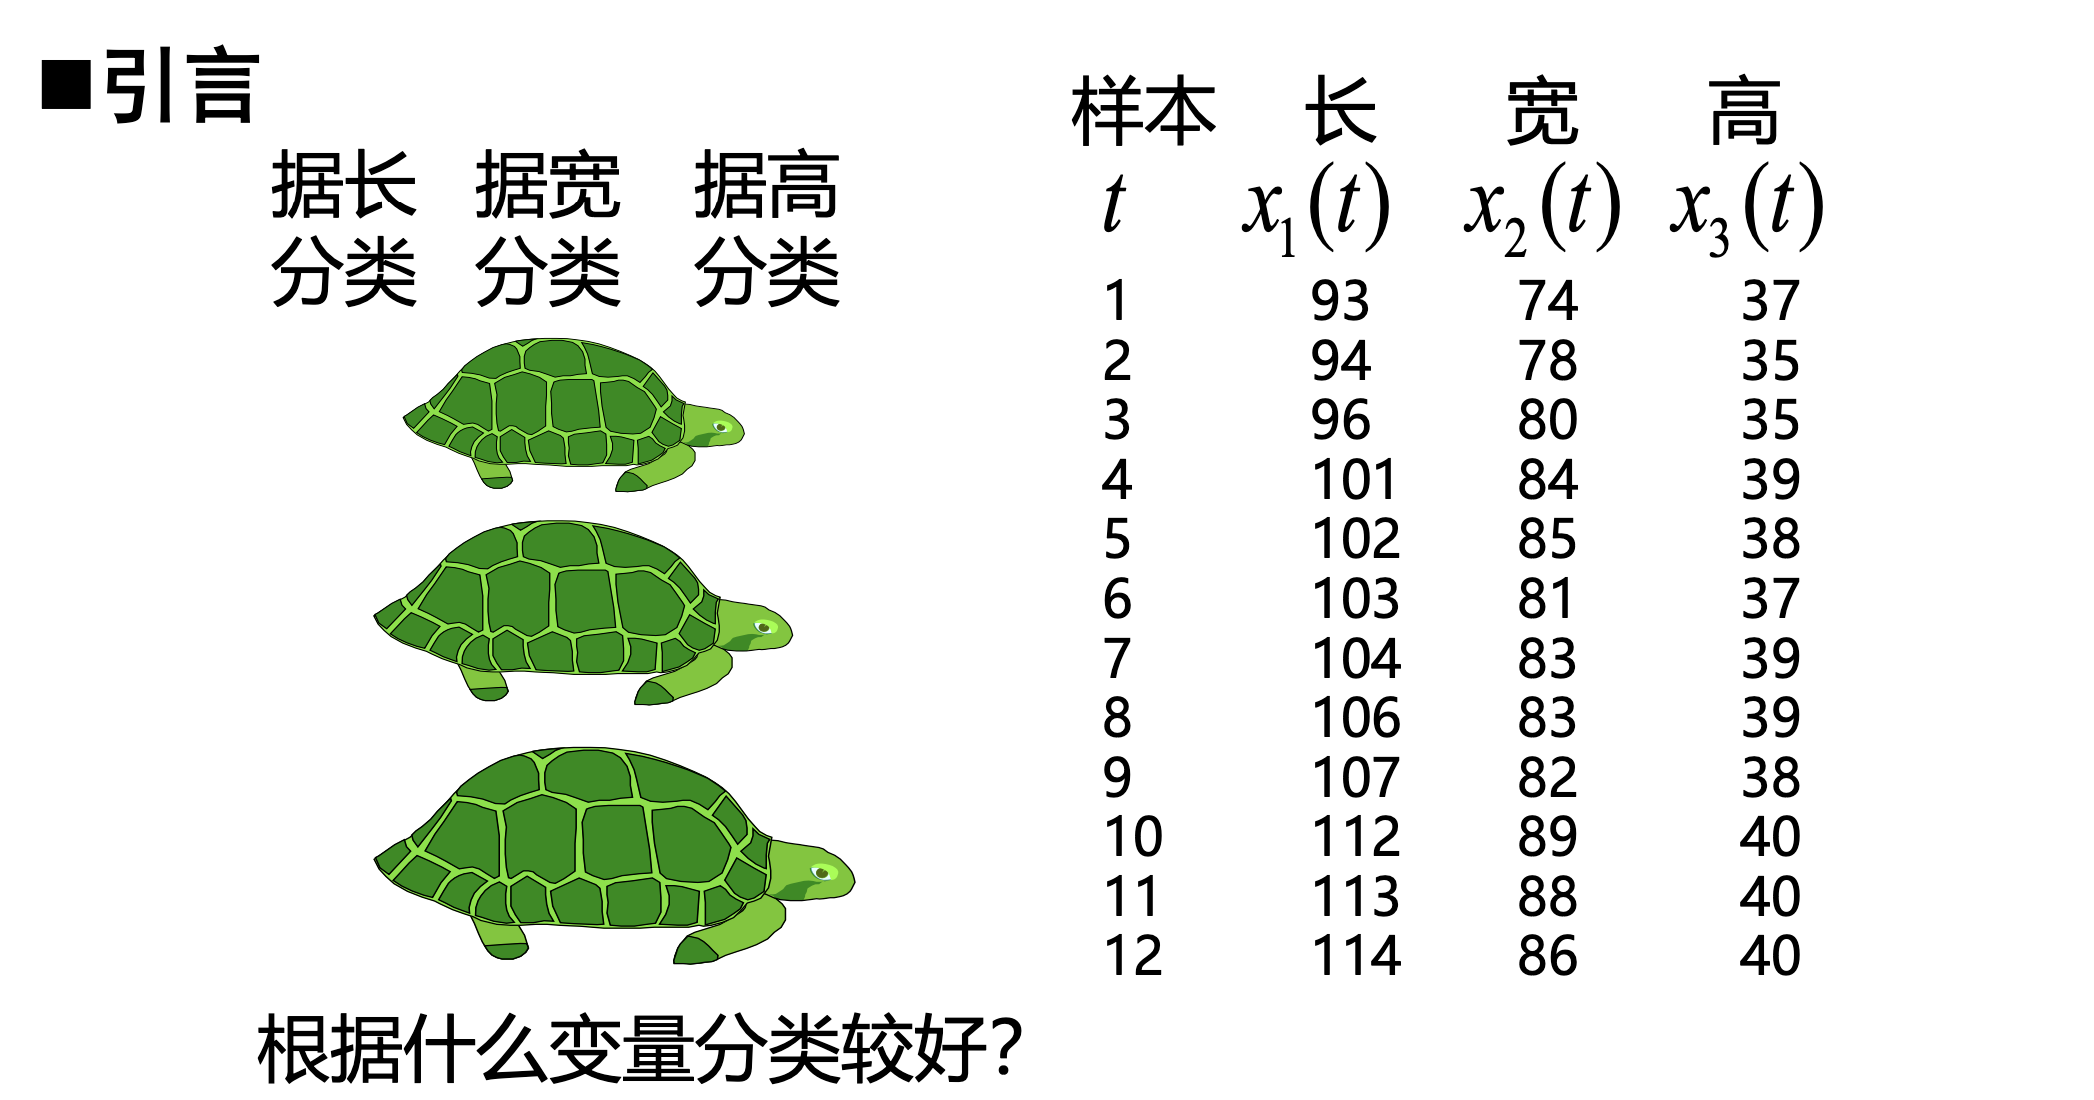 ■引言
据长分类 据宽分类 据高分类
根据什么变量分类较好?
样本 长 宽 高
t x₁(t) x₂(t) x₃(t)
1 93 74 37
2 94 78 35
3 96 80 35
4 101 84 39
5 102 85 38
6 103 81 37
7 104 83 39
8 106 83 39
9 107 82 38
10 112 89 40
11 113 88 40
12 114 86 40